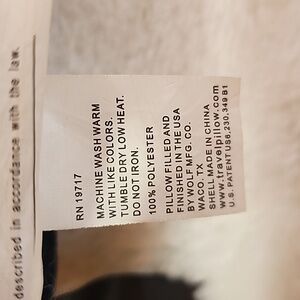 described in accordance with the law.
RN 19717
MACHINE WASH WARM
WITH LIKE COLORS.
TUMBLE DRY LOW HEAT.
DO NOT IRON.
100% POLYESTER
PILLOW FILLED AND
FINISHED IN THE USA
BY WOLF MFG. CO.
WACO, TX
SHELL MADE IN CHINA
www.travelpillow.com
U.S. PATENT US6,230,349 B1